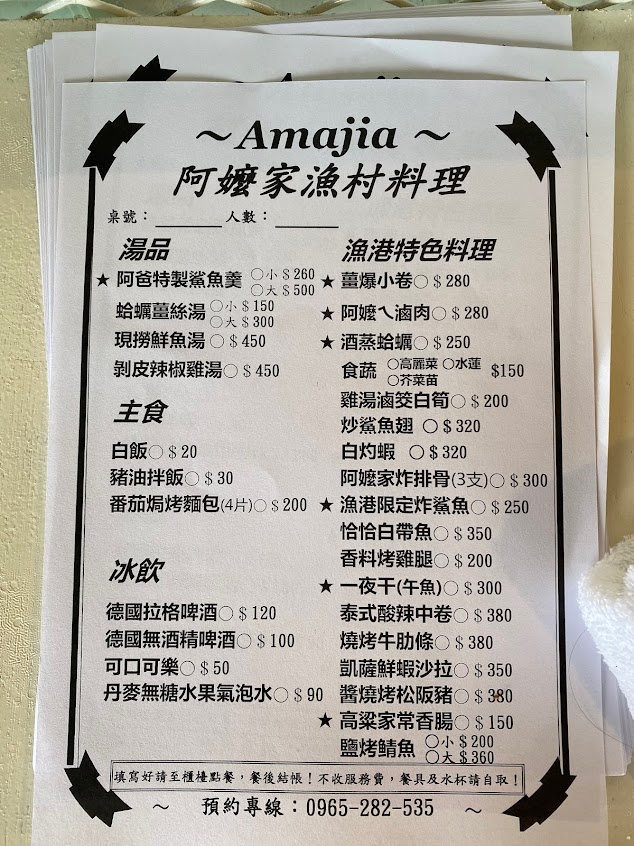 ～Amajia～
阿嬤家漁村料理
桌號：＿＿＿ 人數：＿＿＿
湯品
★阿爸特製鯊魚羹 ○小＄260 ○大＄500
蛤蠣薑絲湯 ○小＄150 ○大＄300
現撈鮮魚湯○＄450
剝皮辣椒雞湯○＄450
主食
白飯○＄20
豬油拌飯○＄30
番茄焗烤麵包(4片)○＄200
冰飲
德國拉格啤酒○＄120
德國無酒精啤酒○＄100
可口可樂○＄50
丹麥無糖水果氣泡水○＄90
漁港特色料理
★薑爆小卷○＄280
★阿嬤ㄟ滷肉○＄280
★酒蒸蛤蠣○＄250
食蔬 ○高麗菜 ○水蓮 ○芥菜苗 $150
雞湯滷筊白筍○＄200
炒鯊魚翅 ○＄320
白灼蝦 ○＄320
阿嬤家炸排骨(3支)○＄300
★漁港限定炸鯊魚○＄250
恰恰白帶魚○＄350
香料烤雞腿○＄200
★一夜干(午魚)○＄300
泰式酸辣中卷○＄380
燒烤牛肋條○＄380
凱薩鮮蝦沙拉○＄350
醬燒烤松阪豬○＄380
★高粱家常香腸○＄150
鹽烤鯖魚 ○小＄200 ○大＄360
填寫好請至櫃檯點餐，餐後結帳！不收服務費，餐具及水杯請自取！
～ 預約專線：0965-282-535 ～